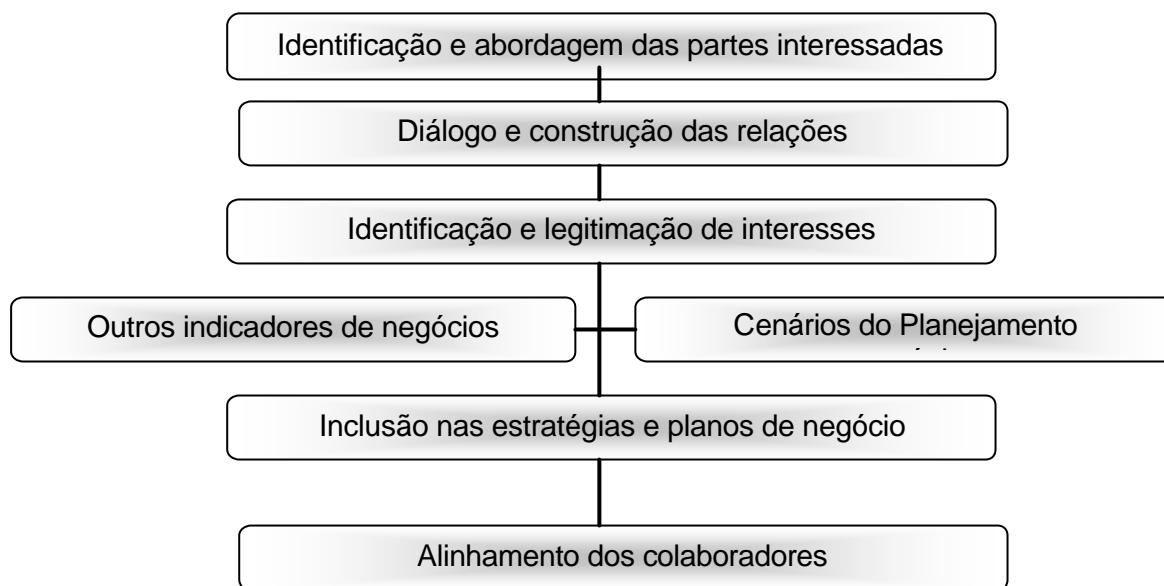 Identificação e abordagem das partes interessadas
Diálogo e construção das relações
Identificação e legitimação de interesses
Outros indicadores de negócios
Cenários do Planejamento
Inclusão nas estratégias e planos de negócio
Alinhamento dos colaboradores